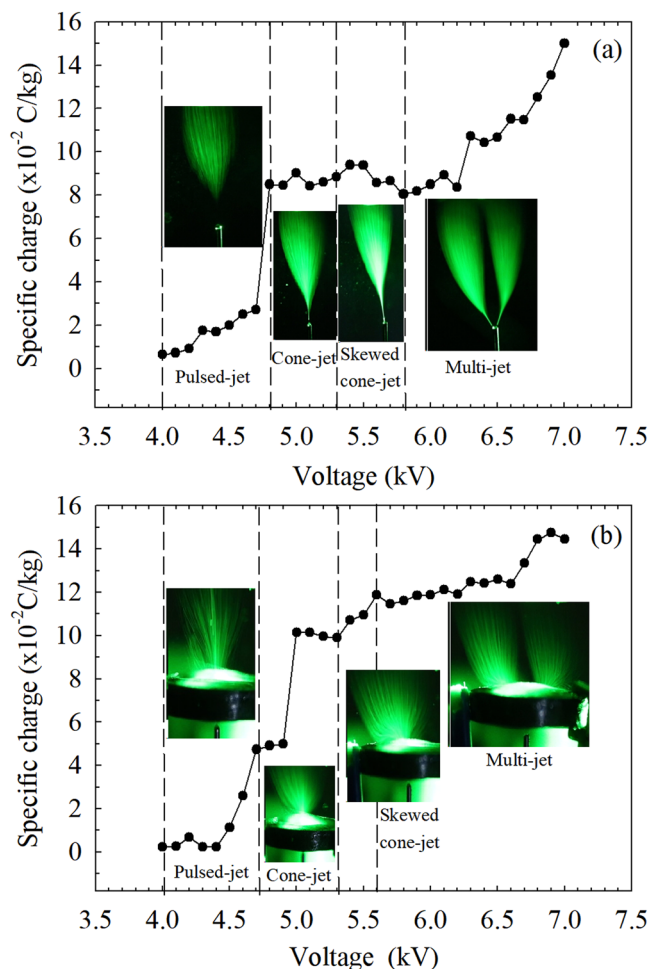 16
14
12
10
8
6
4
2
0
Specific charge (x10⁻² C/kg)
(a)
Pulsed-jet
Cone-jet
Skewed
cone-jet
Multi-jet
3.5 4.0 4.5 5.0 5.5 6.0 6.5 7.0 7.5
Voltage (kV)
16
14
12
10
8
6
4
2
0
Specific charge (x10⁻²C/kg)
(b)
Multi-jet
Skewed
cone-jet
Pulsed-jet
Cone-jet
3.5 4.0 4.5 5.0 5.5 6.0 6.5 7.0 7.5
Voltage (kV)